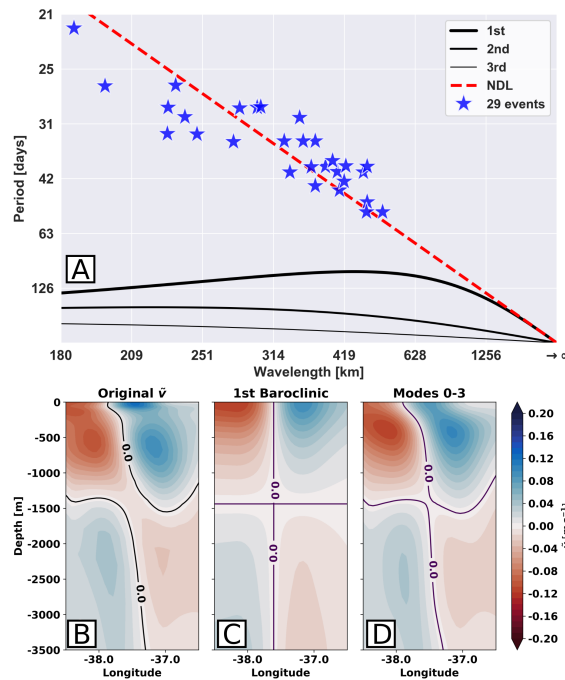 21
25
31
42
63
126
Period [days]
1st
2nd
3rd
NDL
29 events
A
180 209 251 314 419 628 1256
Wavelength [km]
Original ṽ 1st Baroclinic Modes 0-3
0
-500
-1000
-1500
-2000
-2500
-3000
-3500
Depth [m]
0.0
0.0
B
0.0
0.0
C
0.0
0.0
D
0.20
0.16
0.12
0.08
0.04
0.00
-0.04
-0.08
-0.12
-0.16
-0.20
-38.0 -37.0 -38.0 -37.0 -38.0 -37.0
Longitude Longitude Longitude